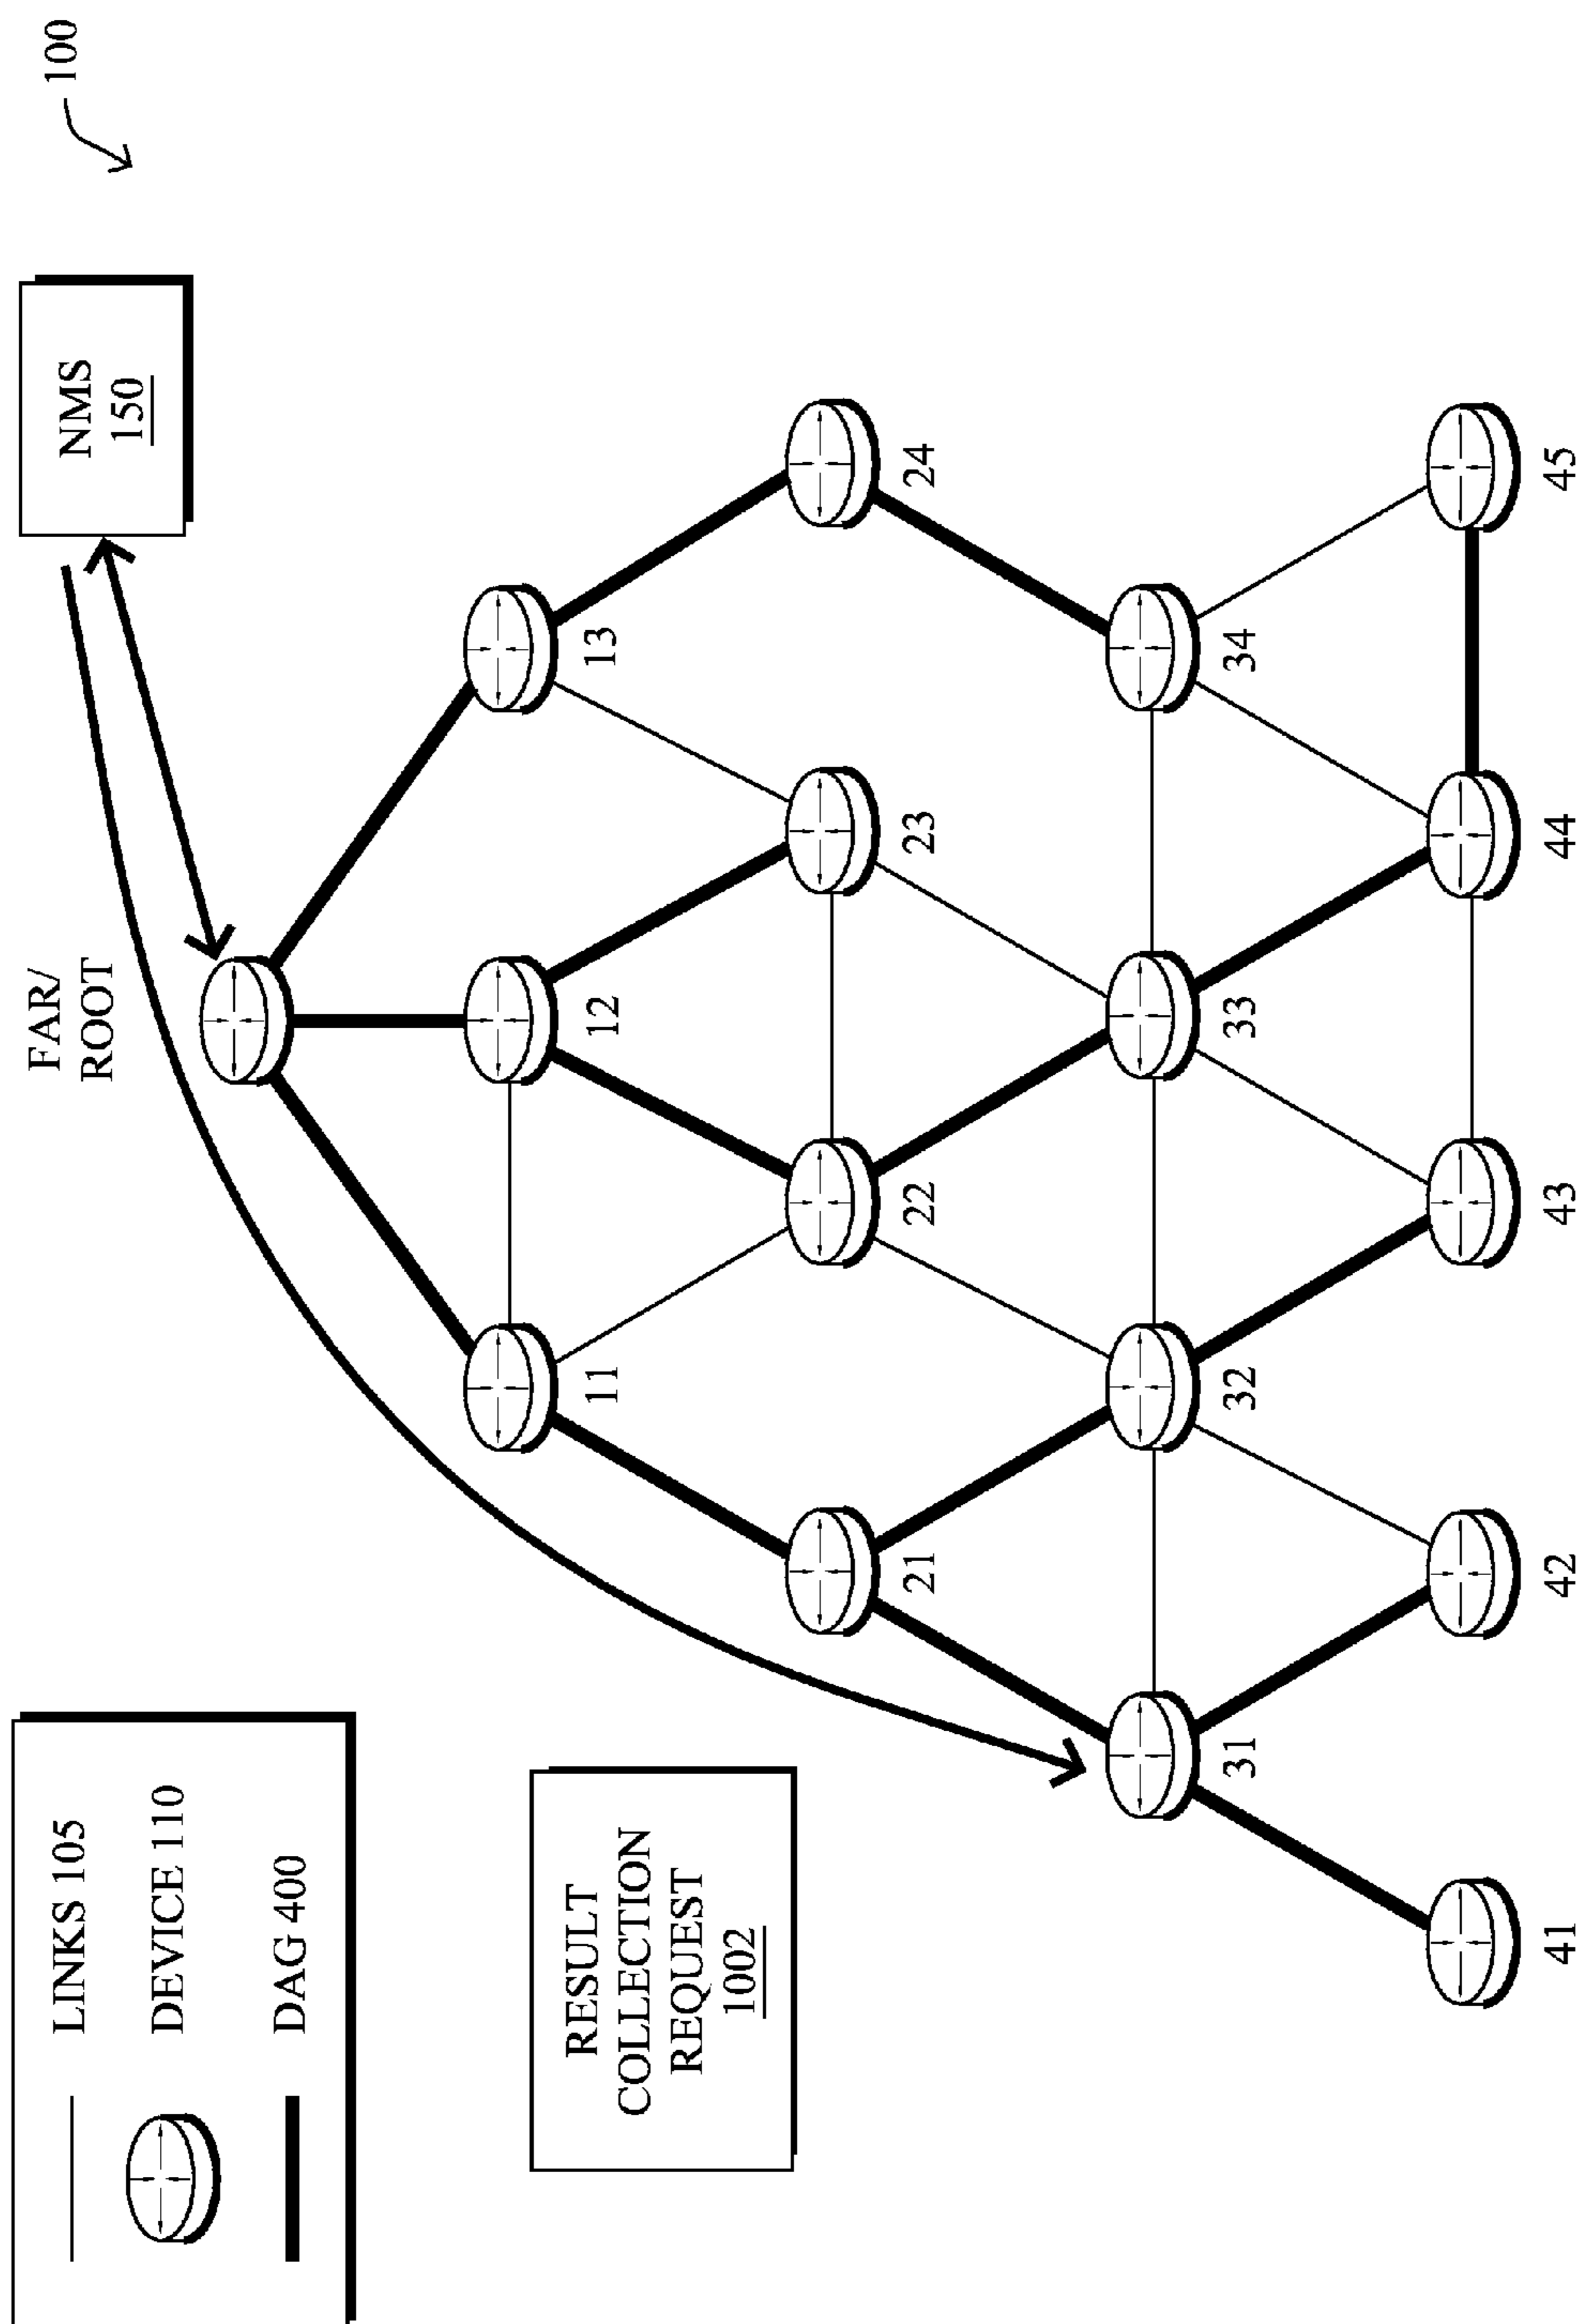 LINKS 105
DEVICE 110
DAG 400
FAR/
ROOT
NMS
150
100
RESULT
COLLECTION
REQUEST
1002
11
12
13
21
22
23
24
31
32
33
34
41
42
43
44
45